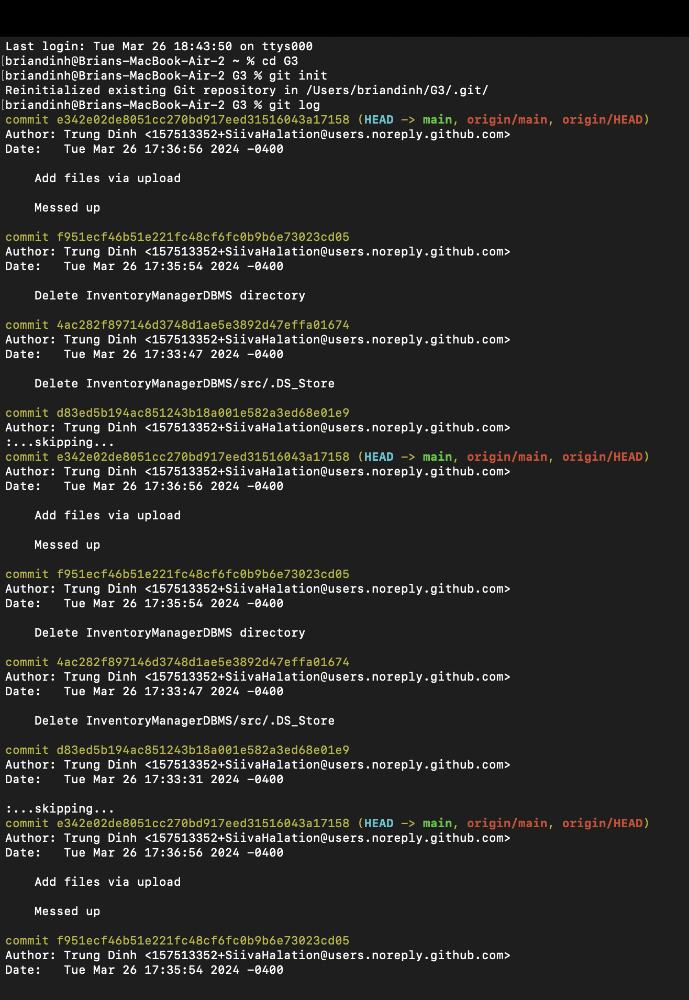 Last login: Tue Mar 26 18:43:50 on ttys000
[briandinh@Brians-MacBook-Air-2 ~ % cd G3
[briandinh@Brians-MacBook-Air-2 G3 % git init
Reinitialized existing Git repository in /Users/briandinh/G3/.git/
[briandinh@Brians-MacBook-Air-2 G3 % git log
commit e342e02de8051cc270bd917eed31516043a17158 (HEAD -> main, origin/main, origin/HEAD)
Author: Trung Dinh <157513352+SiivaHalation@users.noreply.github.com>
Date:   Tue Mar 26 17:36:56 2024 -0400

    Add files via upload

    Messed up

commit f951ecf46b51e221fc48cf6fc0b9b6e73023cd05
Author: Trung Dinh <157513352+SiivaHalation@users.noreply.github.com>
Date:   Tue Mar 26 17:35:54 2024 -0400

    Delete InventoryManagerDBMS directory

commit 4ac282f897146d3748d1ae5e3892d47effa01674
Author: Trung Dinh <157513352+SiivaHalation@users.noreply.github.com>
Date:   Tue Mar 26 17:33:47 2024 -0400

    Delete InventoryManagerDBMS/src/.DS_Store

commit d83ed5b194ac851243b18a001e582a3ed68e01e9
Author: Trung Dinh <157513352+SiivaHalation@users.noreply.github.com>
:...skipping...
commit e342e02de8051cc270bd917eed31516043a17158 (HEAD -> main, origin/main, origin/HEAD)
Author: Trung Dinh <157513352+SiivaHalation@users.noreply.github.com>
Date:   Tue Mar 26 17:36:56 2024 -0400

    Add files via upload

    Messed up

commit f951ecf46b51e221fc48cf6fc0b9b6e73023cd05
Author: Trung Dinh <157513352+SiivaHalation@users.noreply.github.com>
Date:   Tue Mar 26 17:35:54 2024 -0400

    Delete InventoryManagerDBMS directory

commit 4ac282f897146d3748d1ae5e3892d47effa01674
Author: Trung Dinh <157513352+SiivaHalation@users.noreply.github.com>
Date:   Tue Mar 26 17:33:47 2024 -0400

    Delete InventoryManagerDBMS/src/.DS_Store

commit d83ed5b194ac851243b18a001e582a3ed68e01e9
Author: Trung Dinh <157513352+SiivaHalation@users.noreply.github.com>
Date:   Tue Mar 26 17:33:31 2024 -0400

:...skipping...
commit e342e02de8051cc270bd917eed31516043a17158 (HEAD -> main, origin/main, origin/HEAD)
Author: Trung Dinh <157513352+SiivaHalation@users.noreply.github.com>
Date:   Tue Mar 26 17:36:56 2024 -0400

    Add files via upload

    Messed up

commit f951ecf46b51e221fc48cf6fc0b9b6e73023cd05
Author: Trung Dinh <157513352+SiivaHalation@users.noreply.github.com>
Date:   Tue Mar 26 17:35:54 2024 -0400